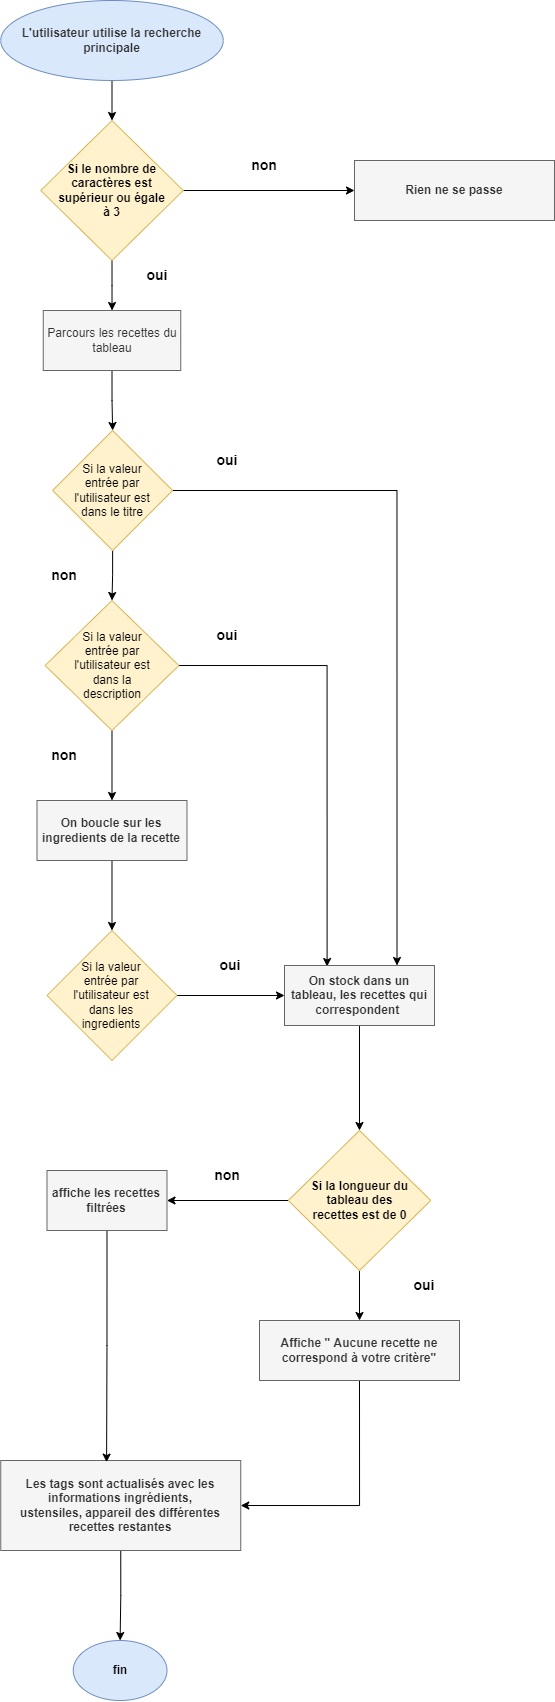 L'utilisateur utilise la recherche
principale
Si le nombre de
caractères est
supérieur ou égale
à 3
non
Rien ne se passe
oui
Parcours les recettes du
tableau
Si la valeur
entrée par
l'utilisateur est
dans le titre
oui
non
Si la valeur
entrée par
l'utilisateur est
dans la
description
oui
non
On boucle sur les
ingredients de la recette
Si la valeur
entrée par
l'utilisateur est
dans les
ingredients
oui
On stock dans un
tableau, les recettes qui
correspondent
Si la longueur du
tableau des
recettes est de 0
non
affiche les recettes
filtrées
oui
Affiche " Aucune recette ne
correspond à votre critère"
Les tags sont actualisés avec les
informations ingrédients,
ustensiles, appareil des différentes
recettes restantes
fin